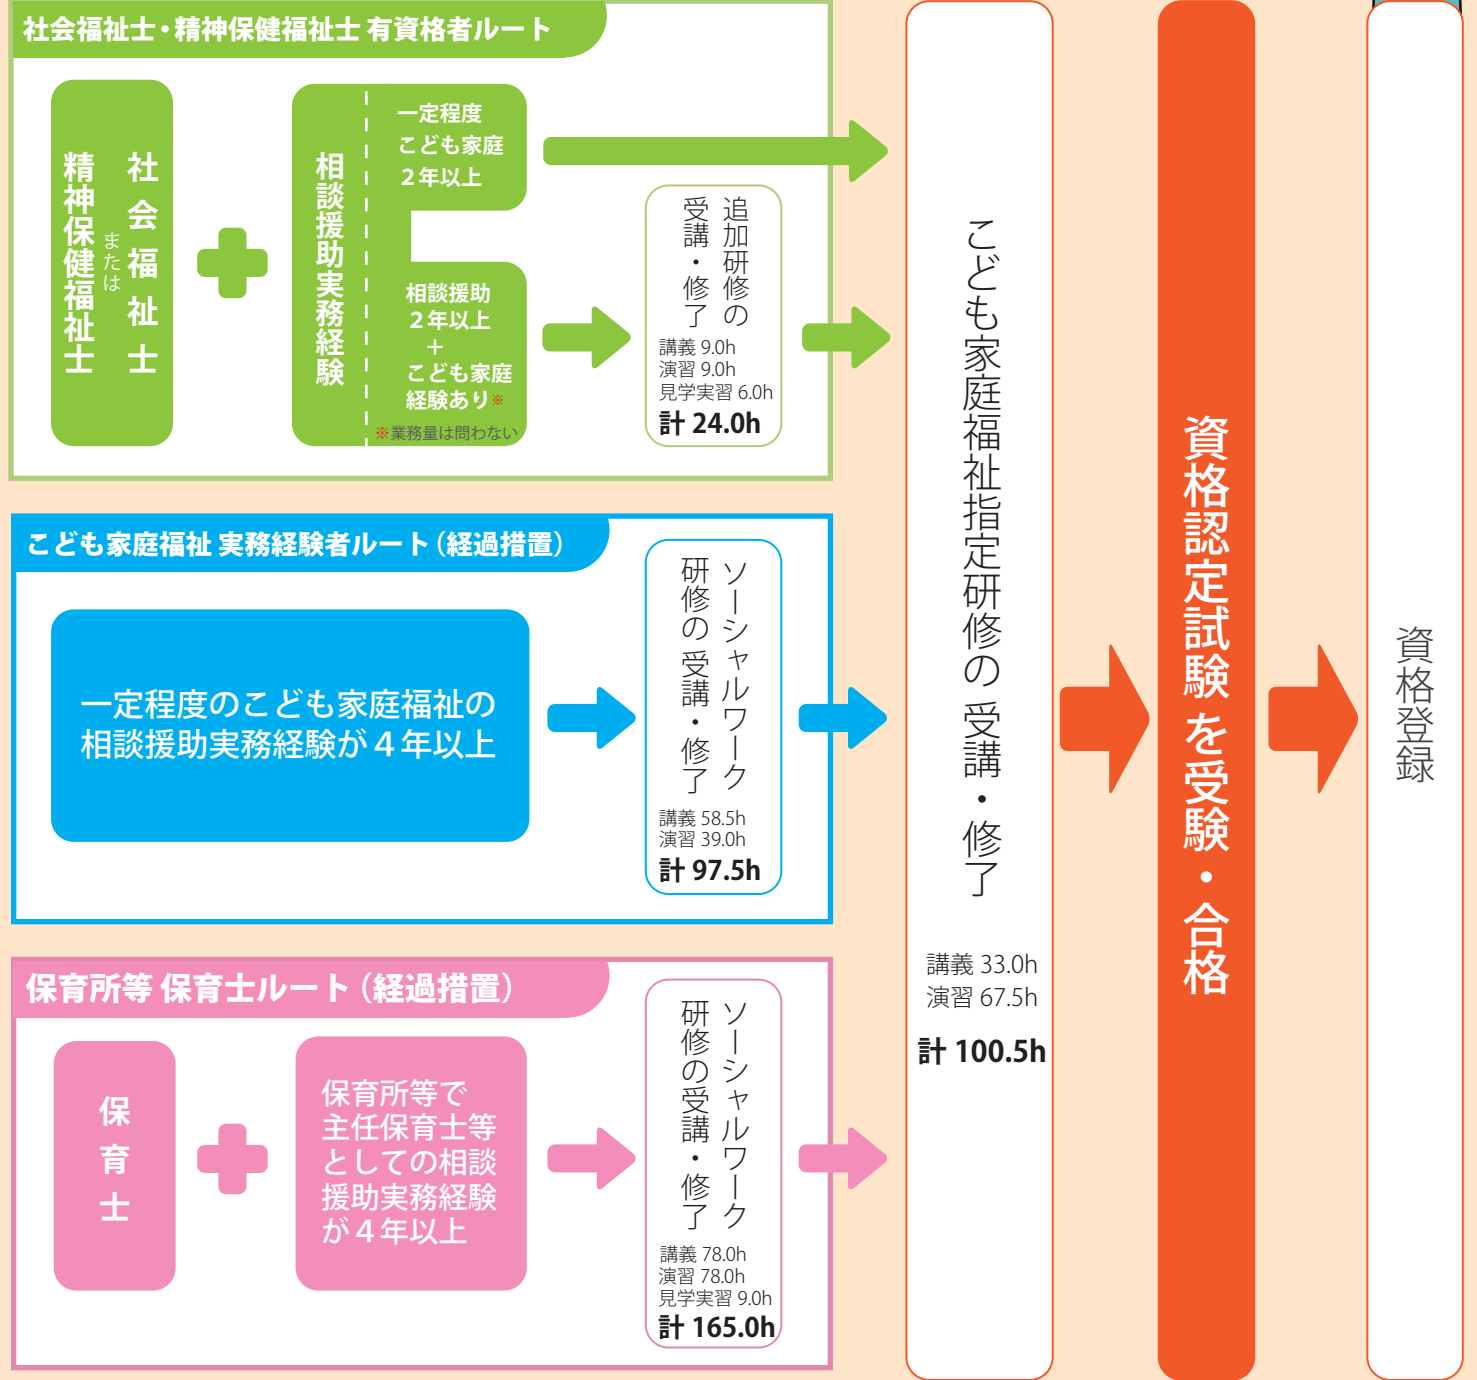 社会福祉士・精神保健福祉士 有資格者ルート
社会福祉士
または
精神保健福祉士
相談援助実務経験
一定程度
こども家庭
２年以上
相談援助
２年以上
＋
こども家庭
経験あり※
※業務量は問わない
追加研修の
受講・修了
講義 9.0h
演習 9.0h
見学実習 6.0h
計 24.0h
こども家庭福祉 実務経験者ルート（経過措置）
一定程度のこども家庭福祉の
相談援助実務経験が４年以上
ソーシャルワーク
研修の 受講・修了
講義 58.5h
演習 39.0h
計 97.5h
保育所等 保育士ルート（経過措置）
保育士
保育所等で
主任保育士等
としての相談
援助実務経験
が４年以上
ソーシャルワーク
研修の受講・修了
講義 78.0h
演習 78.0h
見学実習 9.0h
計 165.0h
こども家庭福祉指定研修の 受講・修了
講義 33.0h
演習 67.5h
計 100.5h
資格認定試験 を受験・合格
資格登録